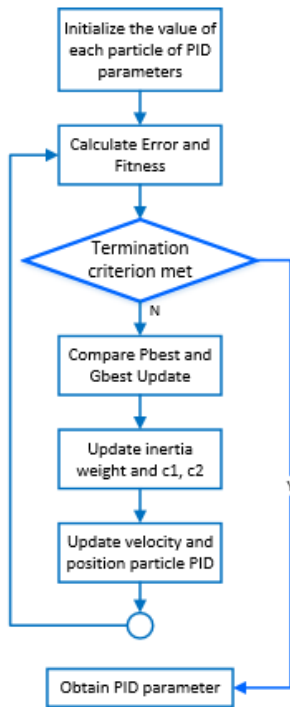 Initialize the value of
each particle of PID
parameters
Calculate Error and
Fitness
Termination
criterion met
N
Compare Pbest and
Gbest Update
Update inertia
weight and c1, c2
Update velocity and
position particle PID
Obtain PID parameter